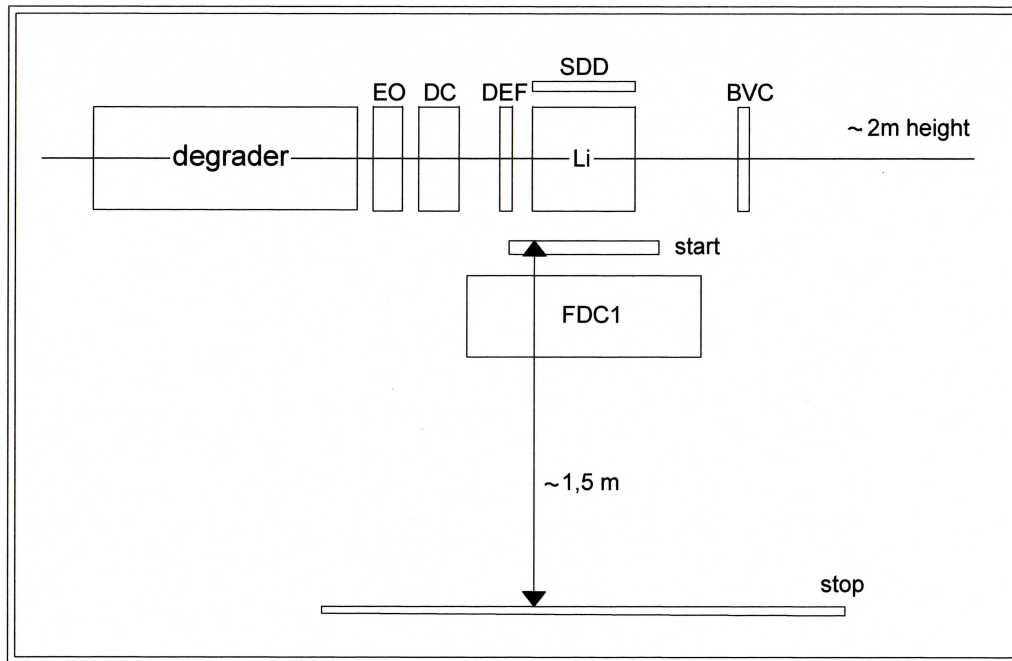 SDD
EO DC DEF BVC
~ 2m height
degrader Li
start
FDC1
~1,5 m
stop